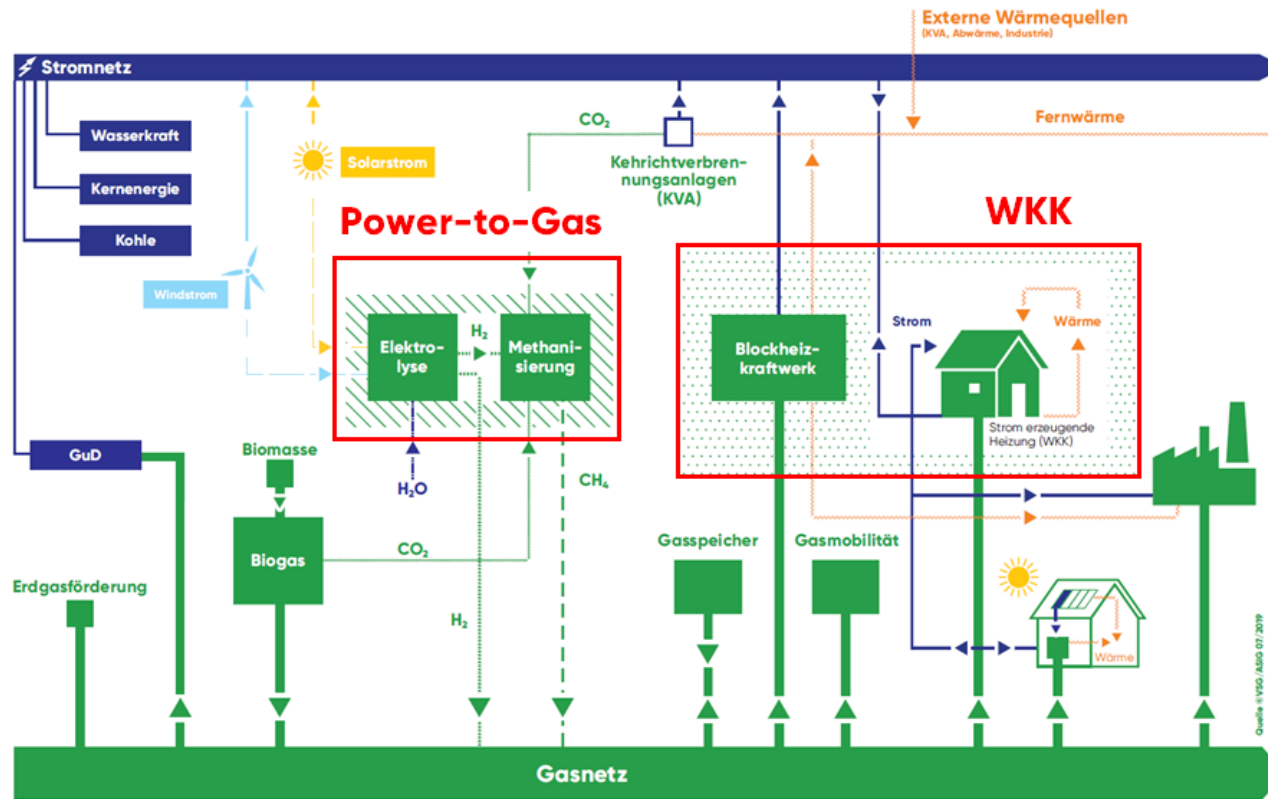 Externe Wärmequellen
(KVA, Abwärme, Industrie)
Stromnetz
Wasserkraft
Kernenergie
Kohle
Solarstrom
Windstrom
CO₂
Kehrichtverbren-
nungsanlagen
(KVA)
Fernwärme
Power-to-Gas
WKK
Elektro-
lyse
H₂
Methani-
sierung
Blockheiz-
kraftwerk
Strom
Wärme
Strom erzeugende
Heizung (WKK)
GuD
Biomasse
H₂O
CH₄
Biogas
CO₂
H₂
Erdgasförderung
Gasspeicher
Gasmobilität
Wärme
Quelle ©VSG/ASIG 07/2019
Gasnetz